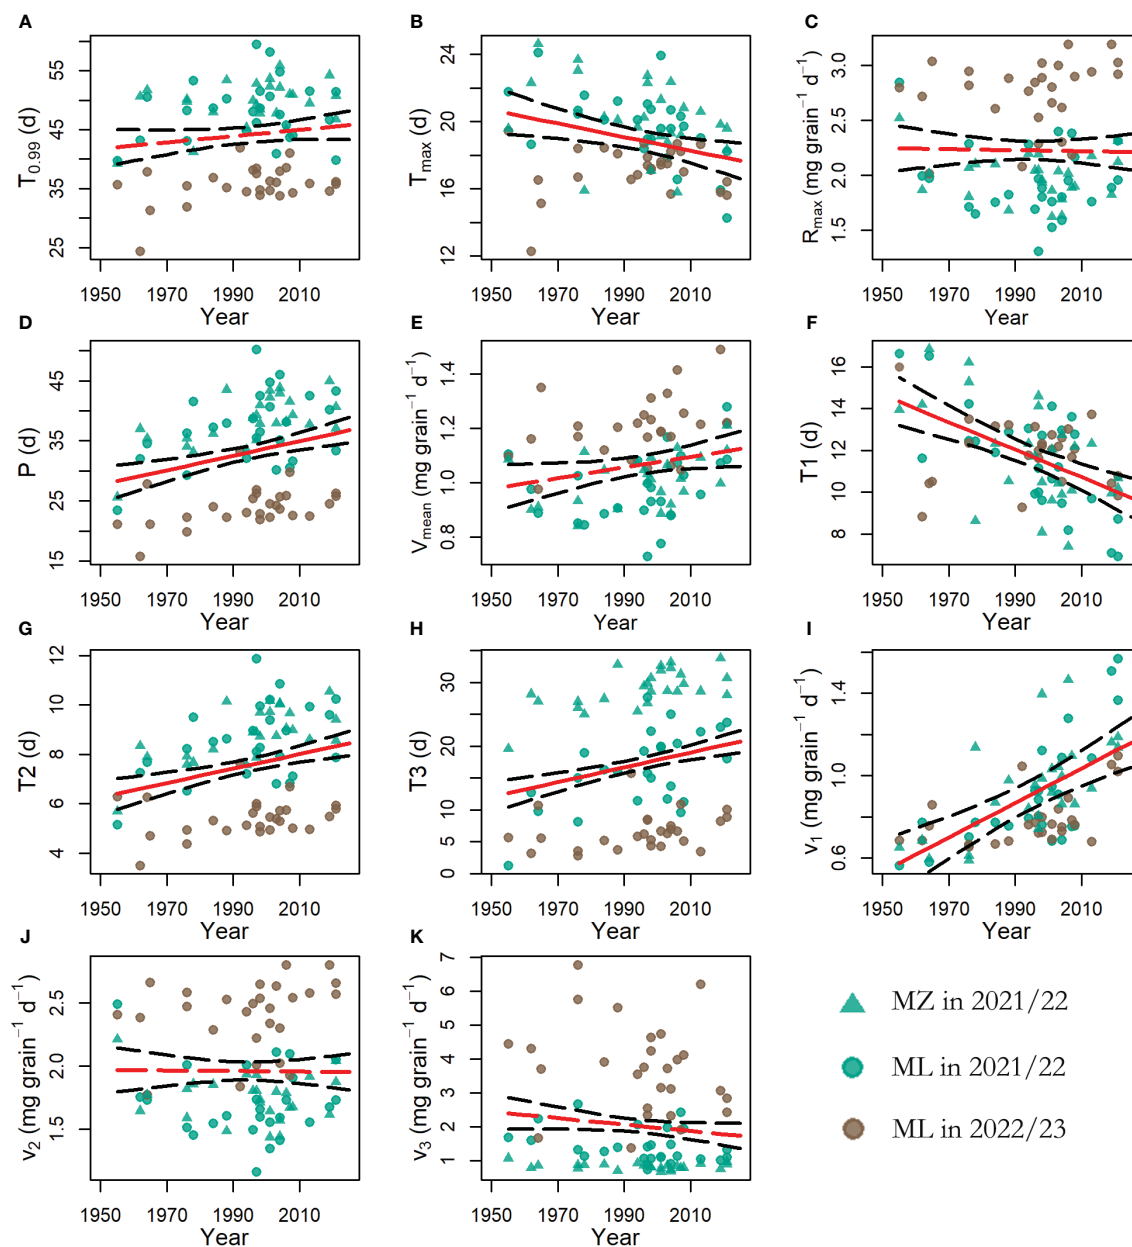 A
B
C
T0.99 (d)
25 35 45 55
1950 1970 1990 2010
Year
Tmax (d)
12 16 20 24
1950 1970 1990 2010
Year
Rmax (mg grain−1 d−1)
1.5 2.0 2.5 3.0
1950 1970 1990 2010
Year
D
E
F
P (d)
15 25 35 45
1950 1970 1990 2010
Year
Vmean (mg grain−1 d−1)
0.8 1.0 1.2 1.4
1950 1970 1990 2010
Year
T1 (d)
8 10 12 14 16
1950 1970 1990 2010
Year
G
H
I
T2 (d)
4 6 8 10 12
1950 1970 1990 2010
Year
T3 (d)
0 5 10 20 30
1950 1970 1990 2010
Year
v1 (mg grain−1 d−1)
0.6 1.0 1.4
1950 1970 1990 2010
Year
J
K
v2 (mg grain−1 d−1)
1.5 2.0 2.5
1950 1970 1990 2010
Year
v3 (mg grain−1 d−1)
1 2 3 4 5 6 7
1950 1970 1990 2010
Year
MZ in 2021/22
ML in 2021/22
ML in 2022/23